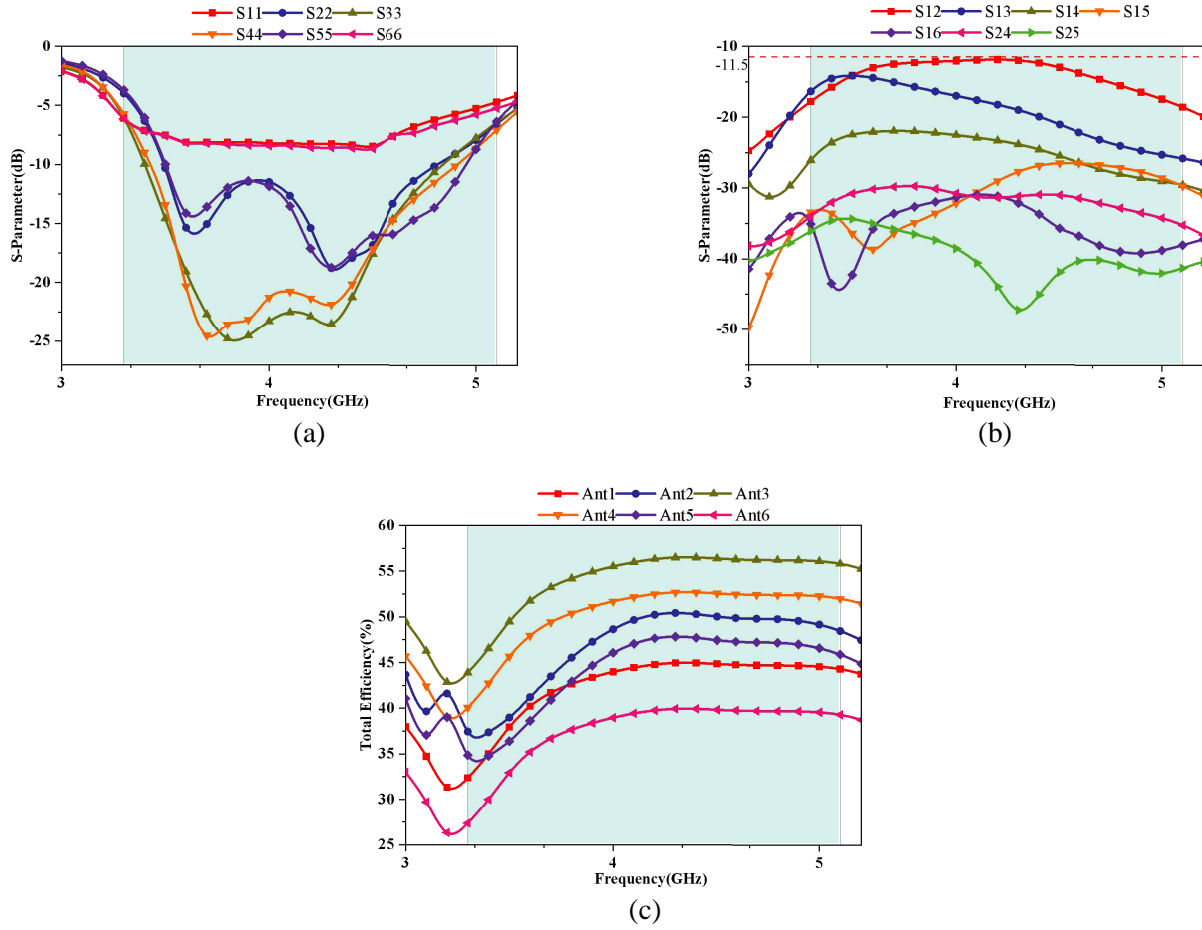 S11 S22 S33
S44 S55 S66
0
-5
-10
-15
-20
-25
S-Parameter(dB)
3 4 5
Frequency(GHz)
(a)
S12 S13 S14 S15
S16 S24 S25
-10
-11.5
-20
-30
-40
-50
S-Parameter(dB)
3 4 5
Frequency(GHz)
(b)
Ant1 Ant2 Ant3
Ant4 Ant5 Ant6
60
55
50
45
40
35
30
25
Total Efficiency(%)
3 4 5
Frequency(GHz)
(c)